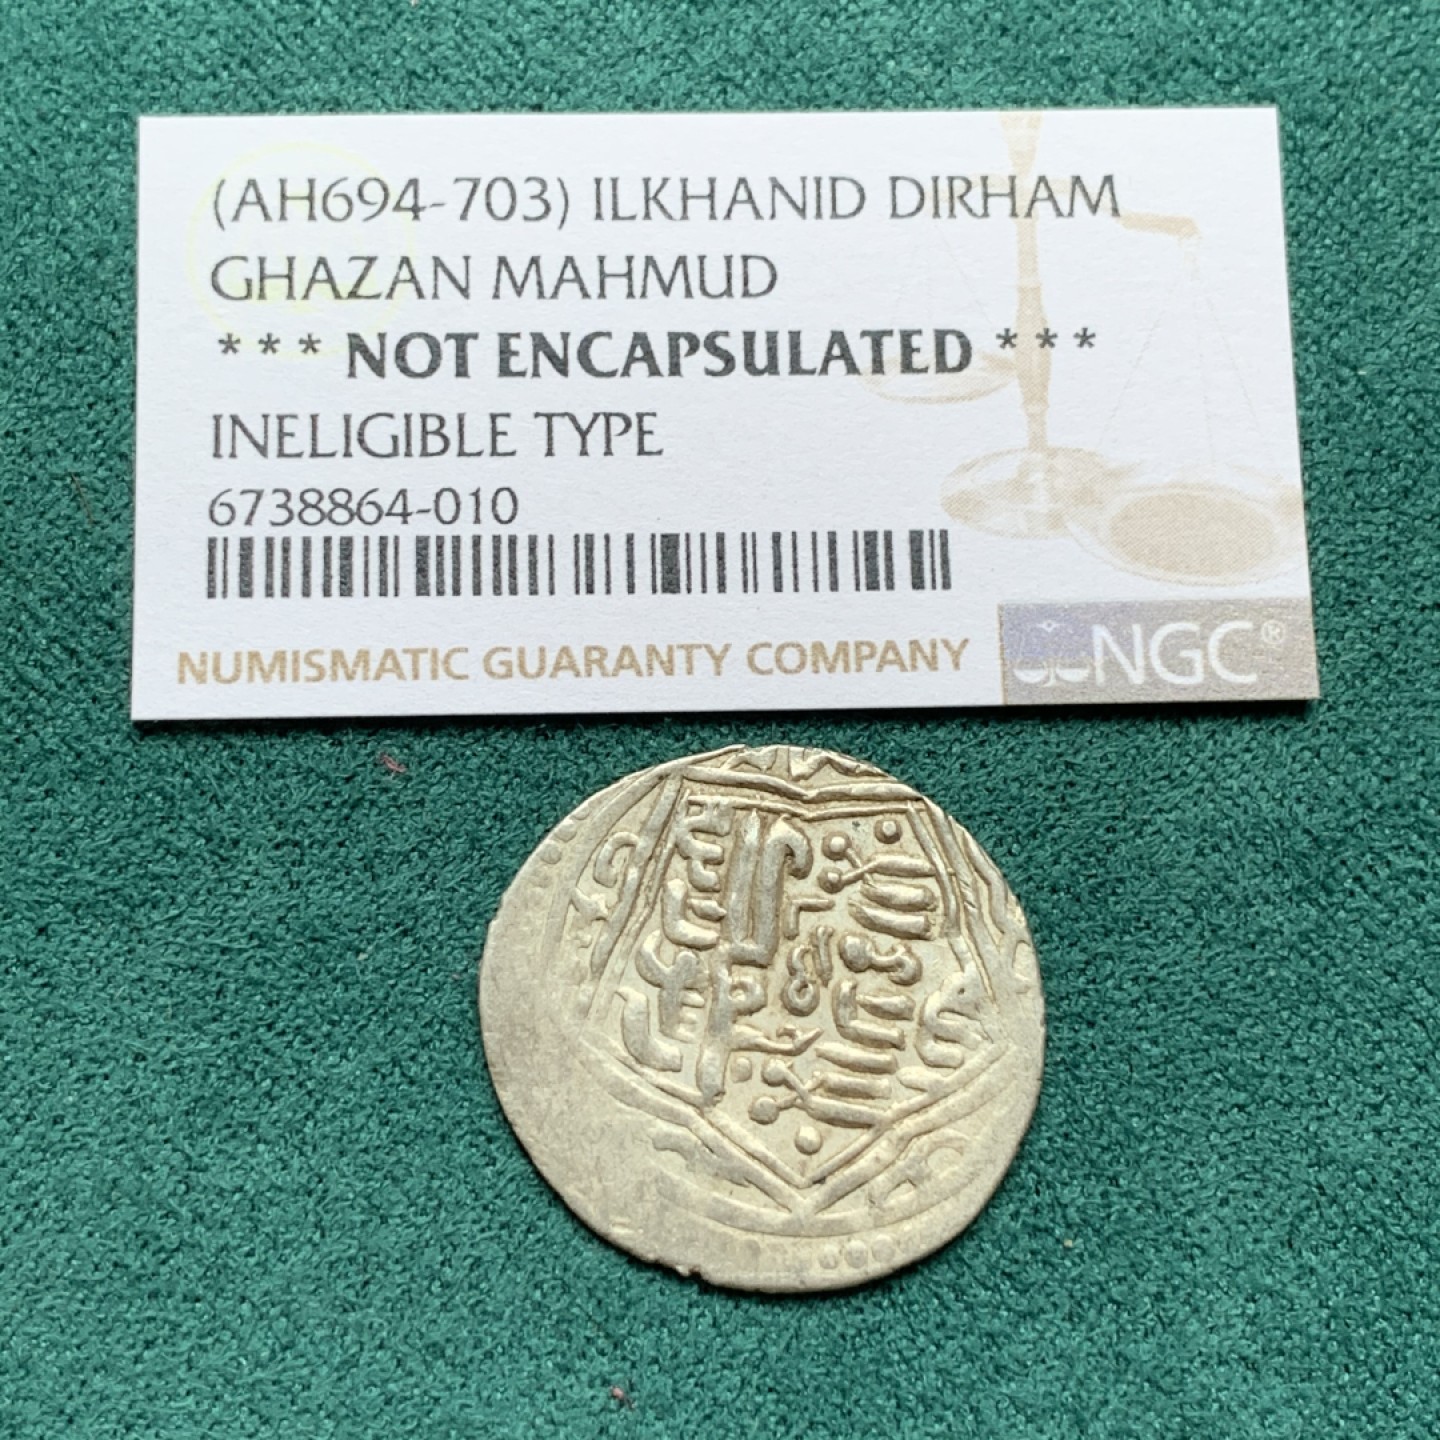 (AH694-703) ILKHANID DIRHAM
GHAZAN MAHMUD
* * * NOT ENCAPSULATED * * *
INELIGIBLE TYPE
6738864-010
NUMISMATIC GUARANTY COMPANY
NGC®